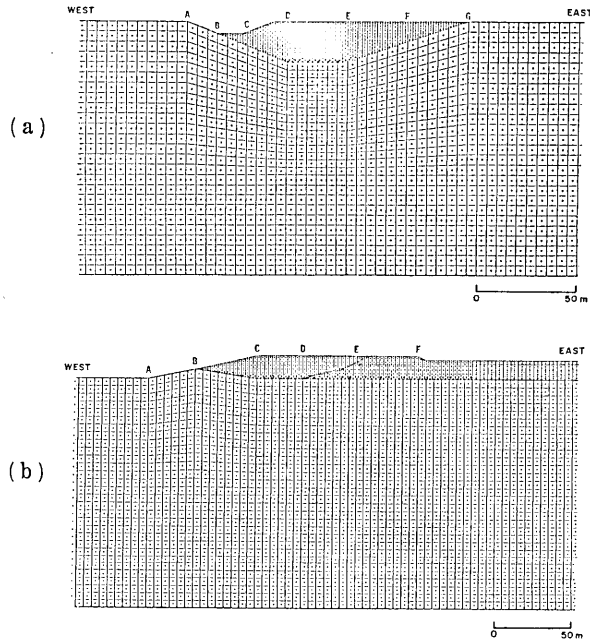 WEST A B C D E F G EAST
(a)
0 50 m
WEST A B C D E F EAST
(b)
0 50 m